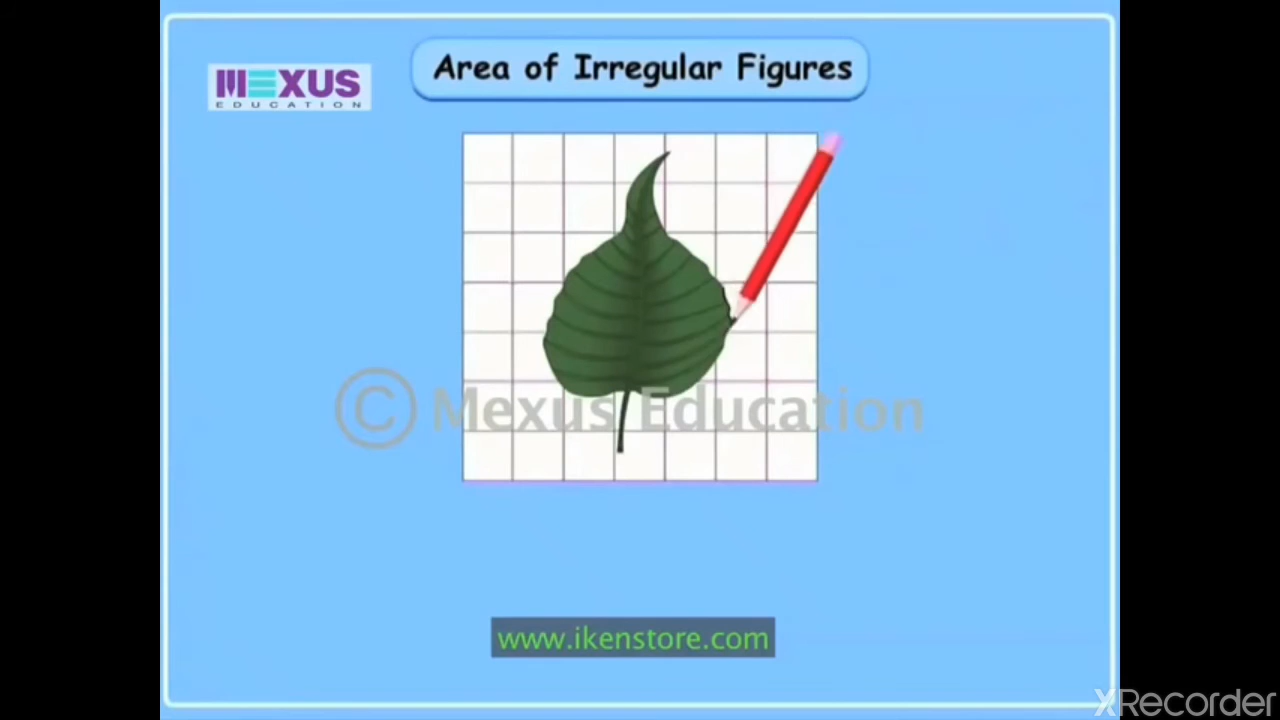 Area of Irregular Figures
MEXUS
EDUCATION
© Mexus Education
www.ikenstore.com
XRecorder